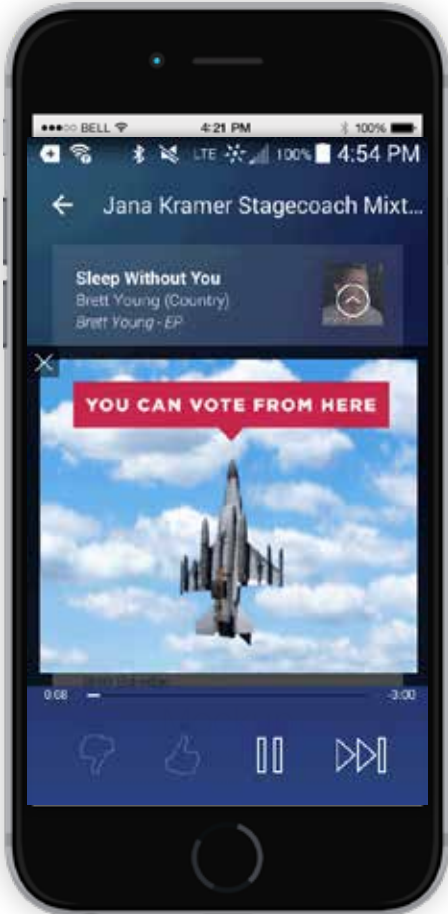 BELL 4:21 PM 100%
LTE 100% 4:54 PM
Jana Kramer Stagecoach Mixt...
Sleep Without You
Brett Young (Country)
Brett Young - EP
YOU CAN VOTE FROM HERE
0:08 -3:00